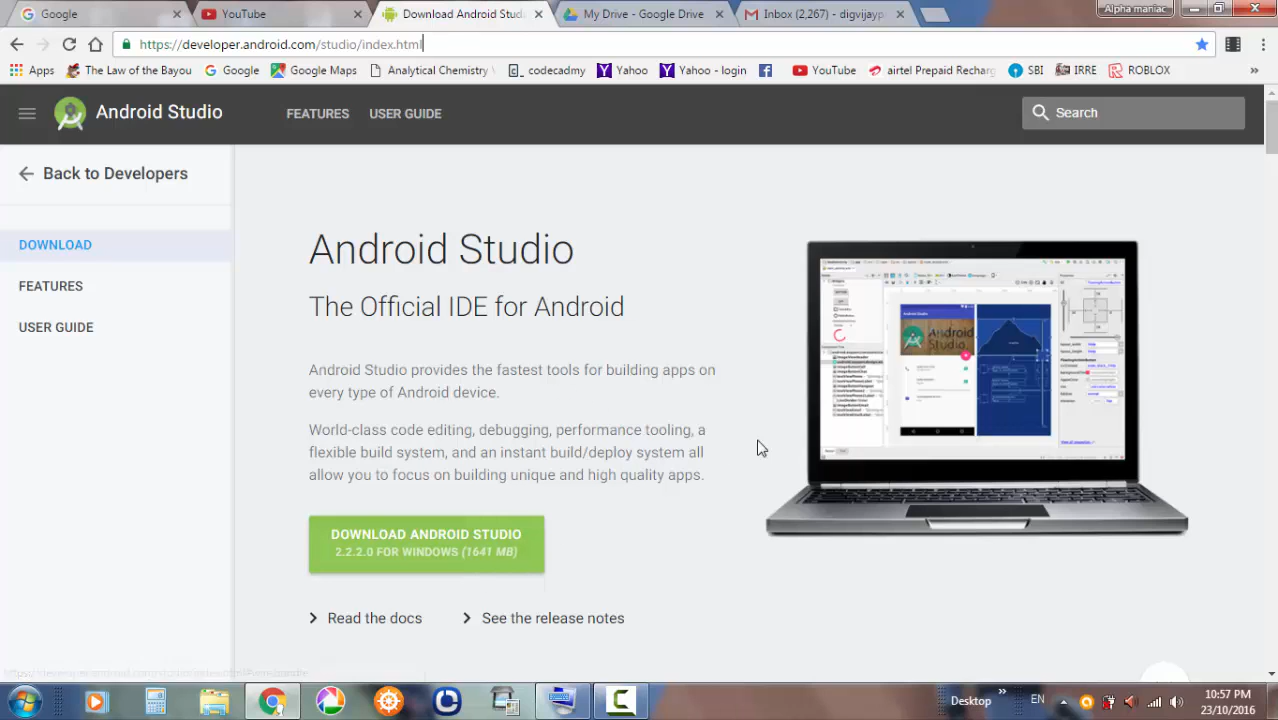 Google
YouTube
Download Android Studi
My Drive - Google Drive
Inbox (2,267) - digvijayp
Alpha maniac
https://developer.android.com/studio/index.html
Apps
The Law of the Bayou
Google
Google Maps
Analytical Chemistry
codecadmy
Yahoo
Yahoo - login
YouTube
airtel Prepaid Recharg
SBI
IRRE
ROBLOX
Android Studio
FEATURES
USER GUIDE
Search
Back to Developers
DOWNLOAD
FEATURES
USER GUIDE
Android Studio
The Official IDE for Android
Android Studio provides the fastest tools for building apps on
every type of Android device.
World-class code editing, debugging, performance tooling, a
flexible build system, and an instant build/deploy system all
allow you to focus on building unique and high quality apps.
DOWNLOAD ANDROID STUDIO
2.2.2.0 FOR WINDOWS (1641 MB)
Read the docs
See the release notes
Android
Studio
Desktop
EN
10:57 PM
23/10/2016